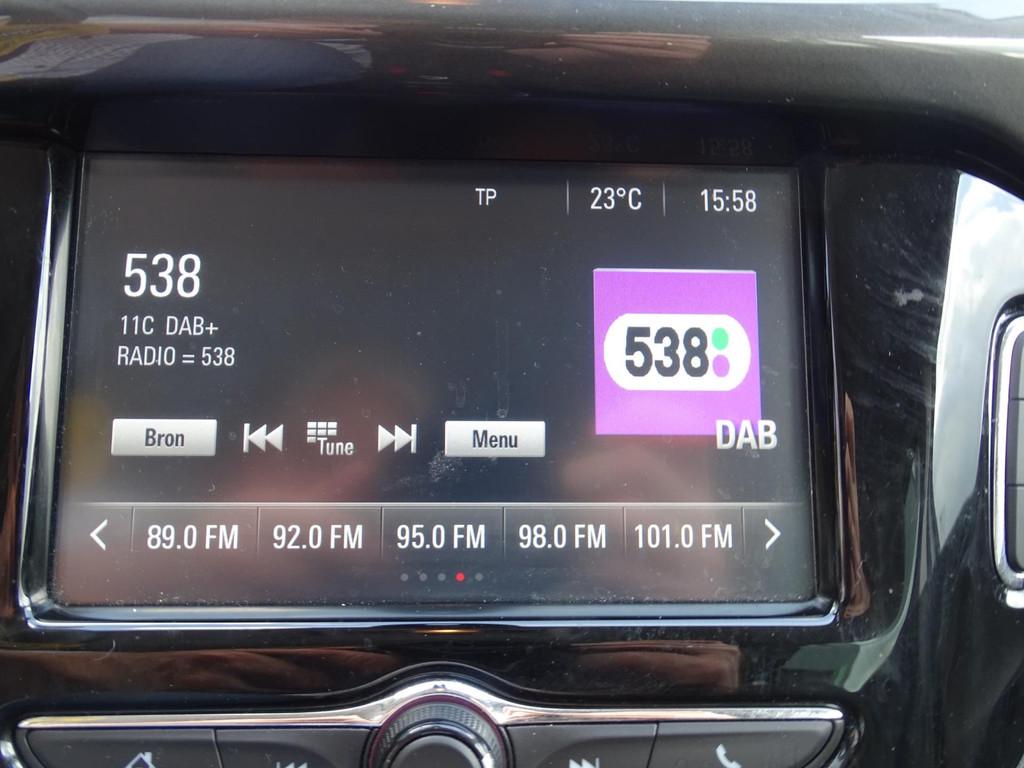 TP 23°C 15:58
538
11C DAB+
RADIO = 538
538
DAB
Bron Tune Menu
89.0 FM 92.0 FM 95.0 FM 98.0 FM 101.0 FM